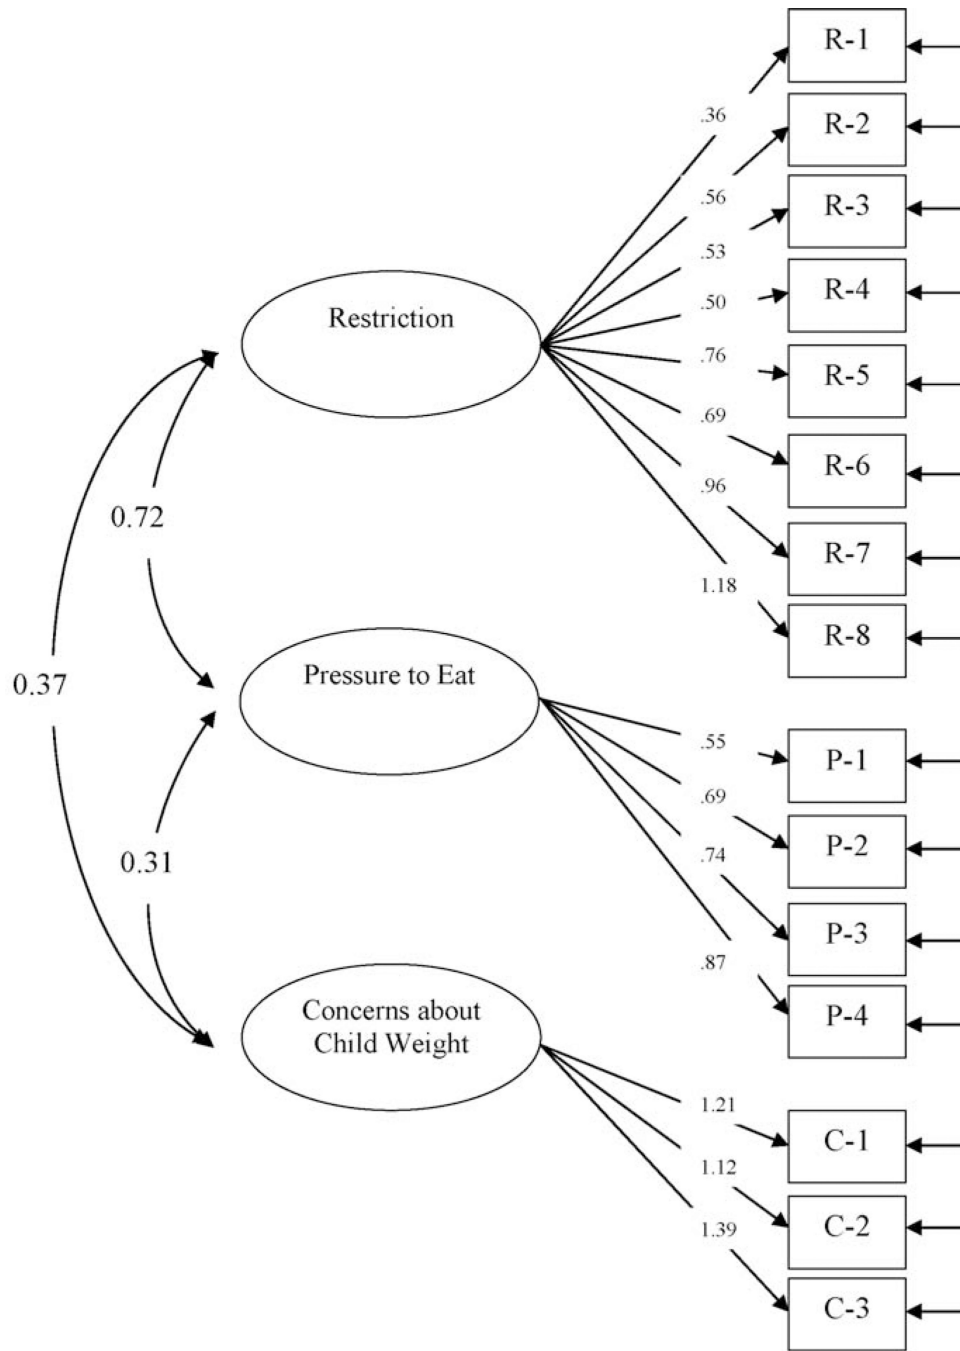 R-1
.36
R-2
.56
R-3
.53
R-4
.50
Restriction
.76
R-5
.69
R-6
.96
0.72
R-7
1.18
R-8
Pressure to Eat
0.37
.55
P-1
.69
P-2
.74
0.31
P-3
.87
P-4
Concerns about
Child Weight
1.21
C-1
1.12
C-2
1.39
C-3